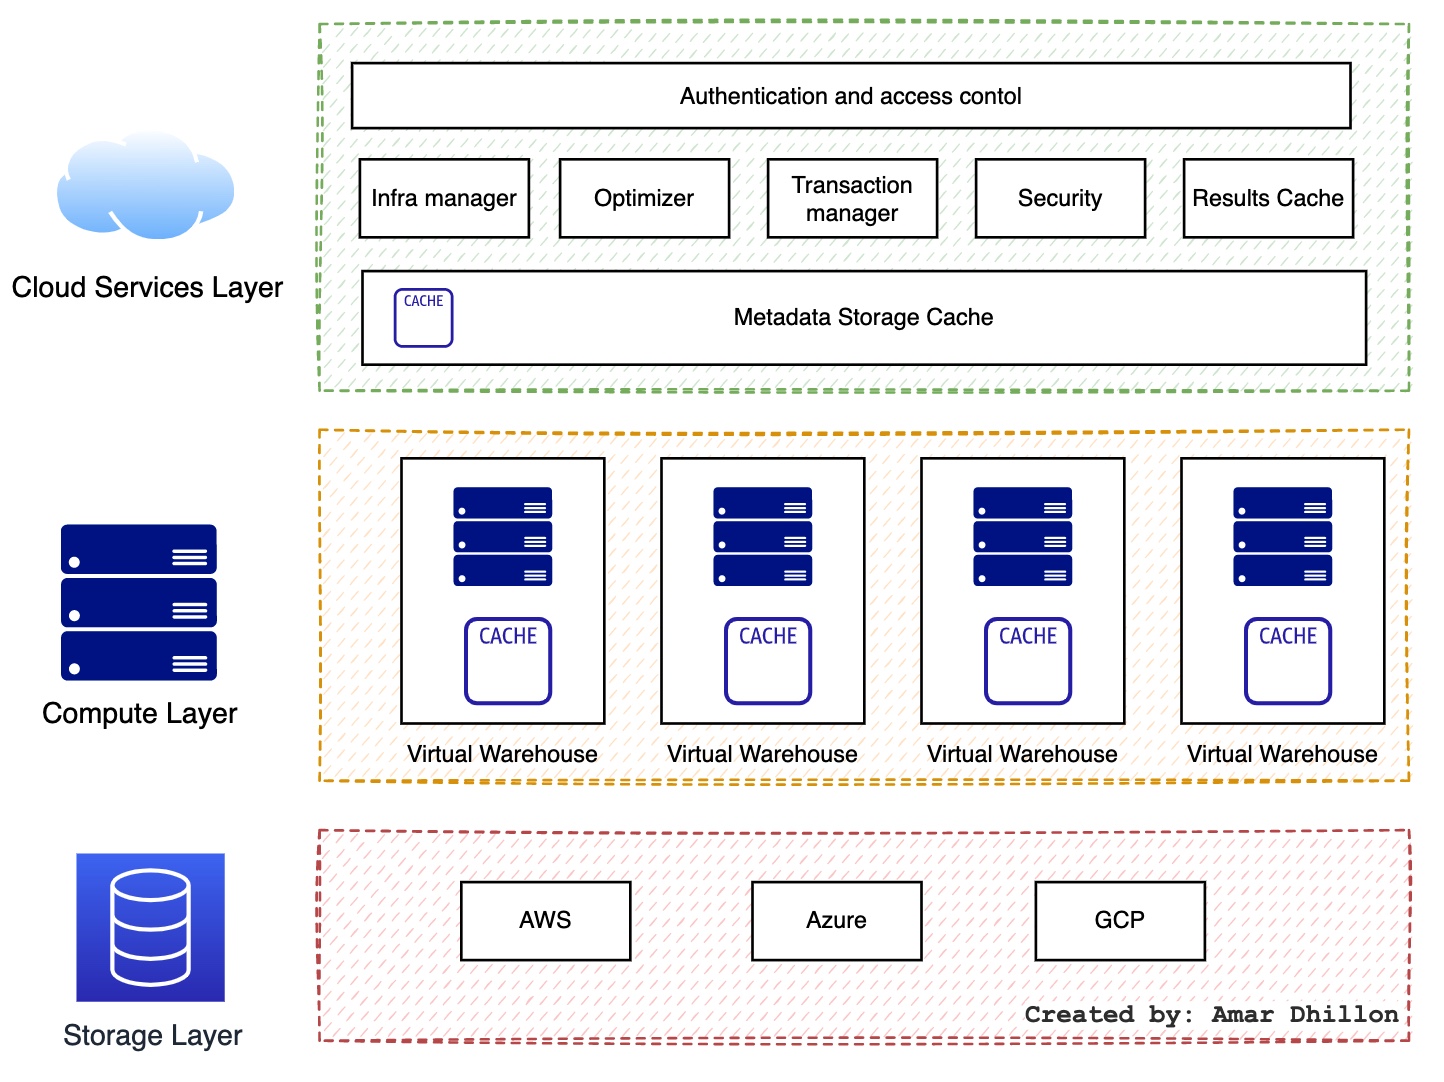 Authentication and access contol
Infra manager
Optimizer
Transaction
manager
Security
Results Cache
Cloud Services Layer
CACHE
Metadata Storage Cache
CACHE
CACHE
CACHE
CACHE
Compute Layer
Virtual Warehouse
Virtual Warehouse
Virtual Warehouse
Virtual Warehouse
AWS
Azure
GCP
Created by: Amar Dhillon
Storage Layer